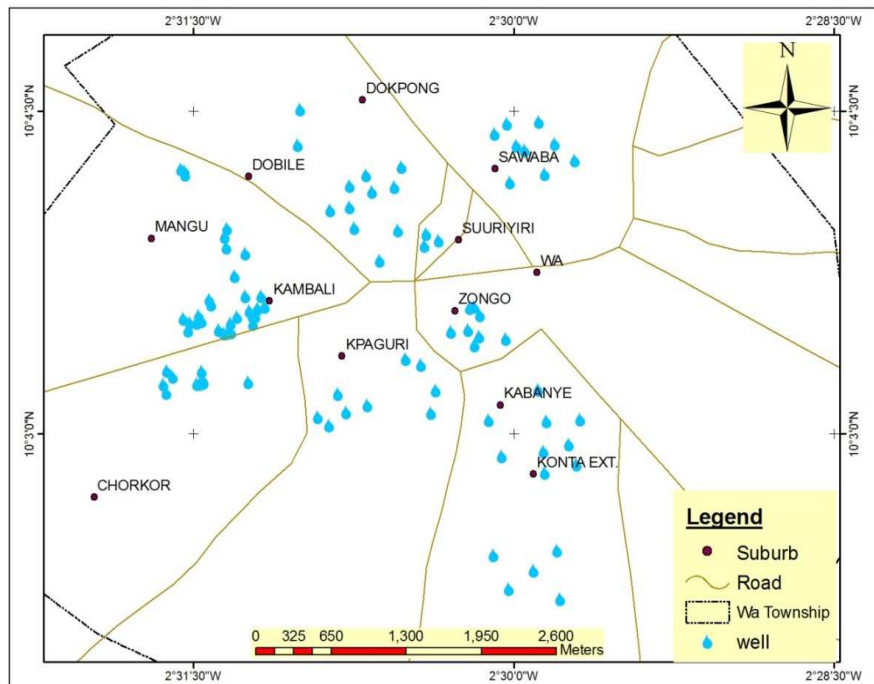 2°31'30"W 2°30'0"W 2°28'30"W
N
DOKPONG
10°4'30"N 10°4'30"N
SAWABA
DOBILE
MANGU SUURIYIRI
WA
KAMBALI
ZONGO
KPAGURI
KABANYE
10°3'0"N 10°3'0"N
KONTA EXT.
CHORKOR
Legend
Suburb
Road
Wa Township
well
0 325 650 1,300 1,950 2,600
Meters
2°31'30"W 2°30'0"W 2°28'30"W